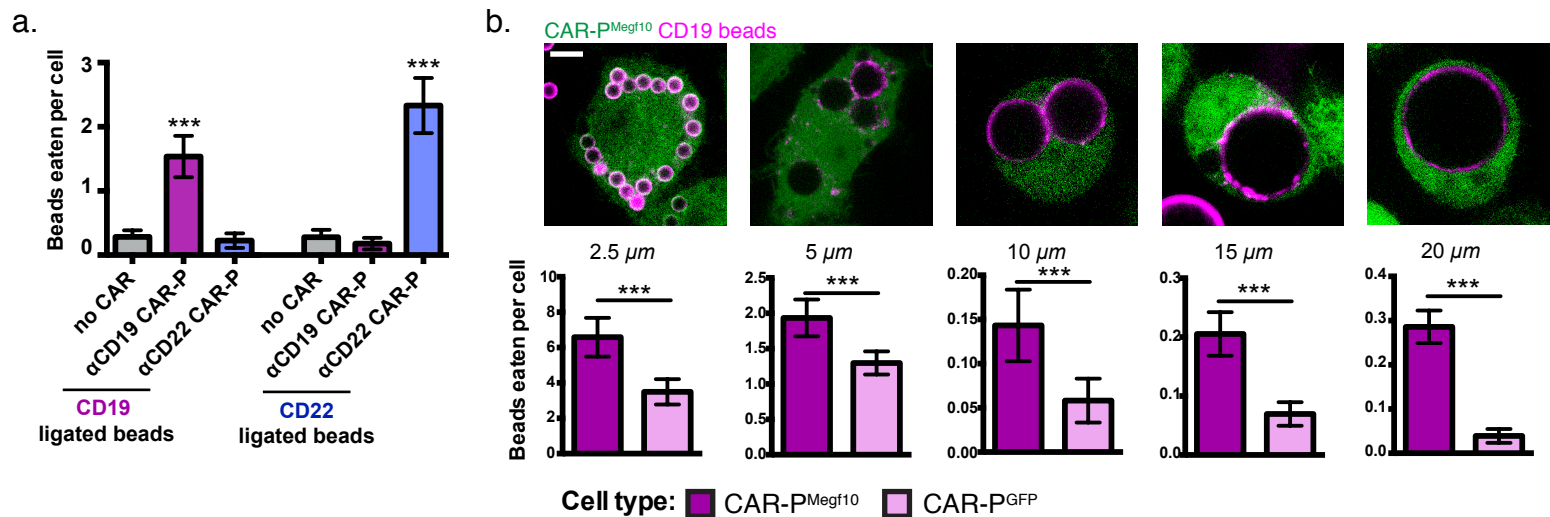 a.
Beads eaten per cell
3
2
1
0
***
***
no CAR
αCD19 CAR-P
αCD22 CAR-P
no CAR
αCD19 CAR-P
αCD22 CAR-P
CD19
ligated beads
CD22
ligated beads
b.
CAR-P^Megf10 CD19 beads
2.5 µm
5 µm
10 µm
15 µm
20 µm
Beads eaten per cell
10
8
6
4
2
0
***
2.5
2.0
1.5
1.0
0.5
0.0
***
0.20
0.15
0.10
0.05
0.00
***
0.2
0.1
0.0
***
0.4
0.3
0.2
0.1
0.0
***
Cell type: CAR-P^Megf10 CAR-P^GFP